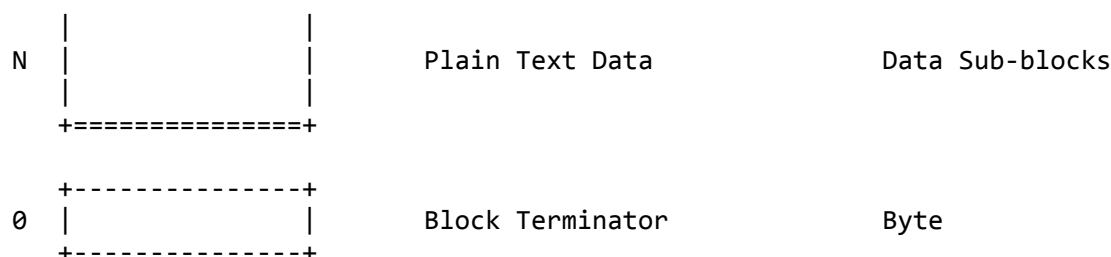 |               |
N    |               |       Plain Text Data               Data Sub-blocks
     |               |
     +===============+

     +---------------+
0    |               |       Block Terminator              Byte
     +---------------+